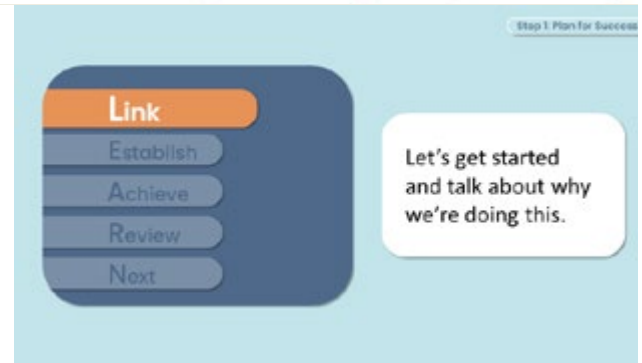 Step 1: Plan for Success
Link
Establish
Achieve
Review
Next
Let's get started
and talk about why
we're doing this.